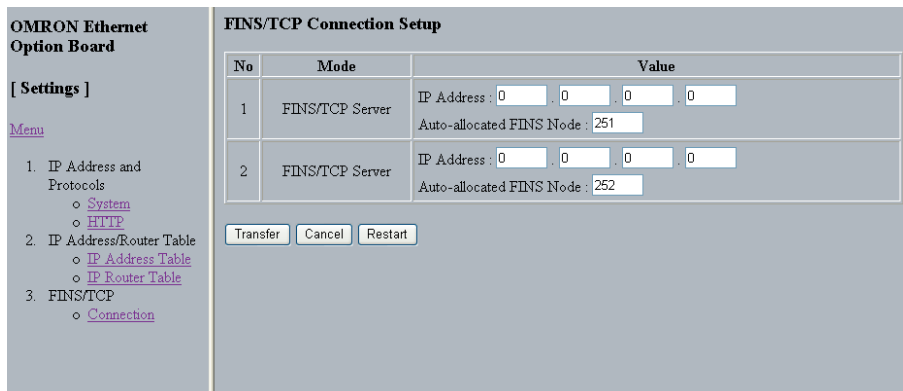 OMRON Ethernet
Option Board
[ Settings ]
Menu
1. IP Address and
Protocols
o System
o HTTP
2. IP Address/Router Table
o IP Address Table
o IP Router Table
3. FINS/TCP
o Connection
FINS/TCP Connection Setup
No Mode Value
1 FINS/TCP Server IP Address : 0 . 0 . 0 . 0
Auto-allocated FINS Node : 251
2 FINS/TCP Server IP Address : 0 . 0 . 0 . 0
Auto-allocated FINS Node : 252
Transfer Cancel Restart